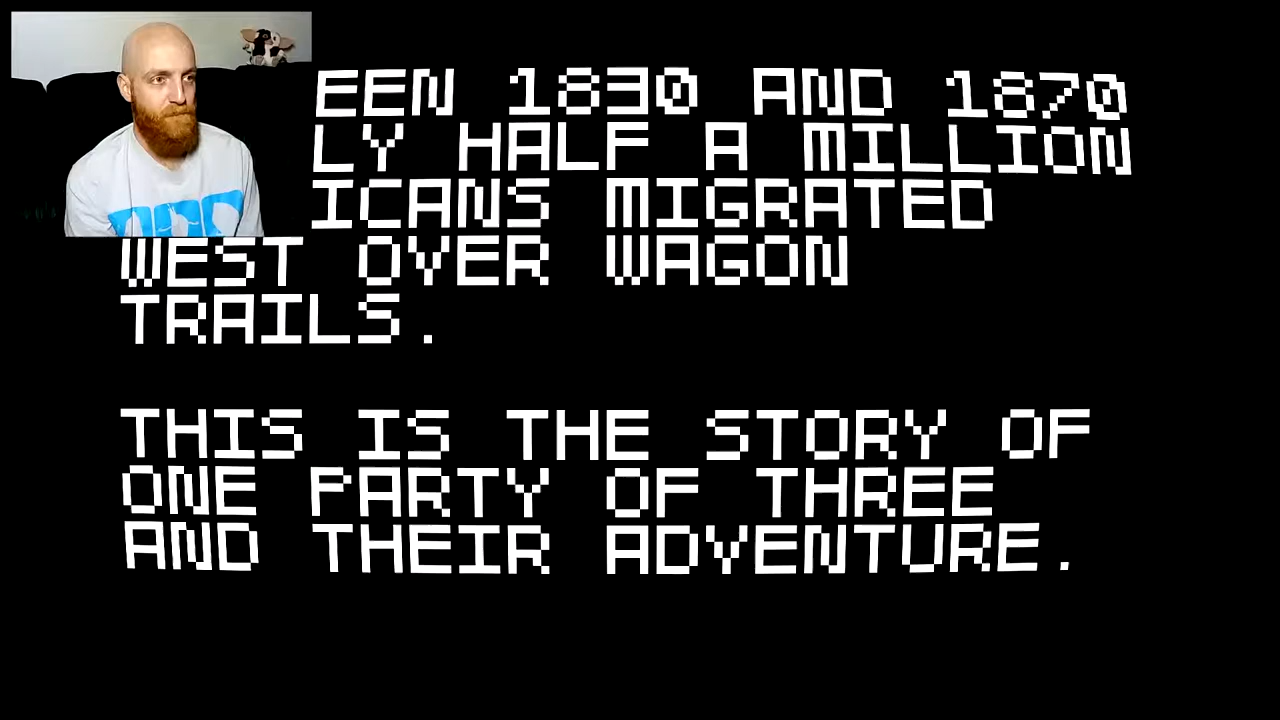 EEN 1830 AND 1870
LY HALF A MILLION
ICANS MIGRATED
WEST OVER WAGON
TRAILS.
THIS IS THE STORY OF
ONE PARTY OF THREE
AND THEIR ADVENTURE.